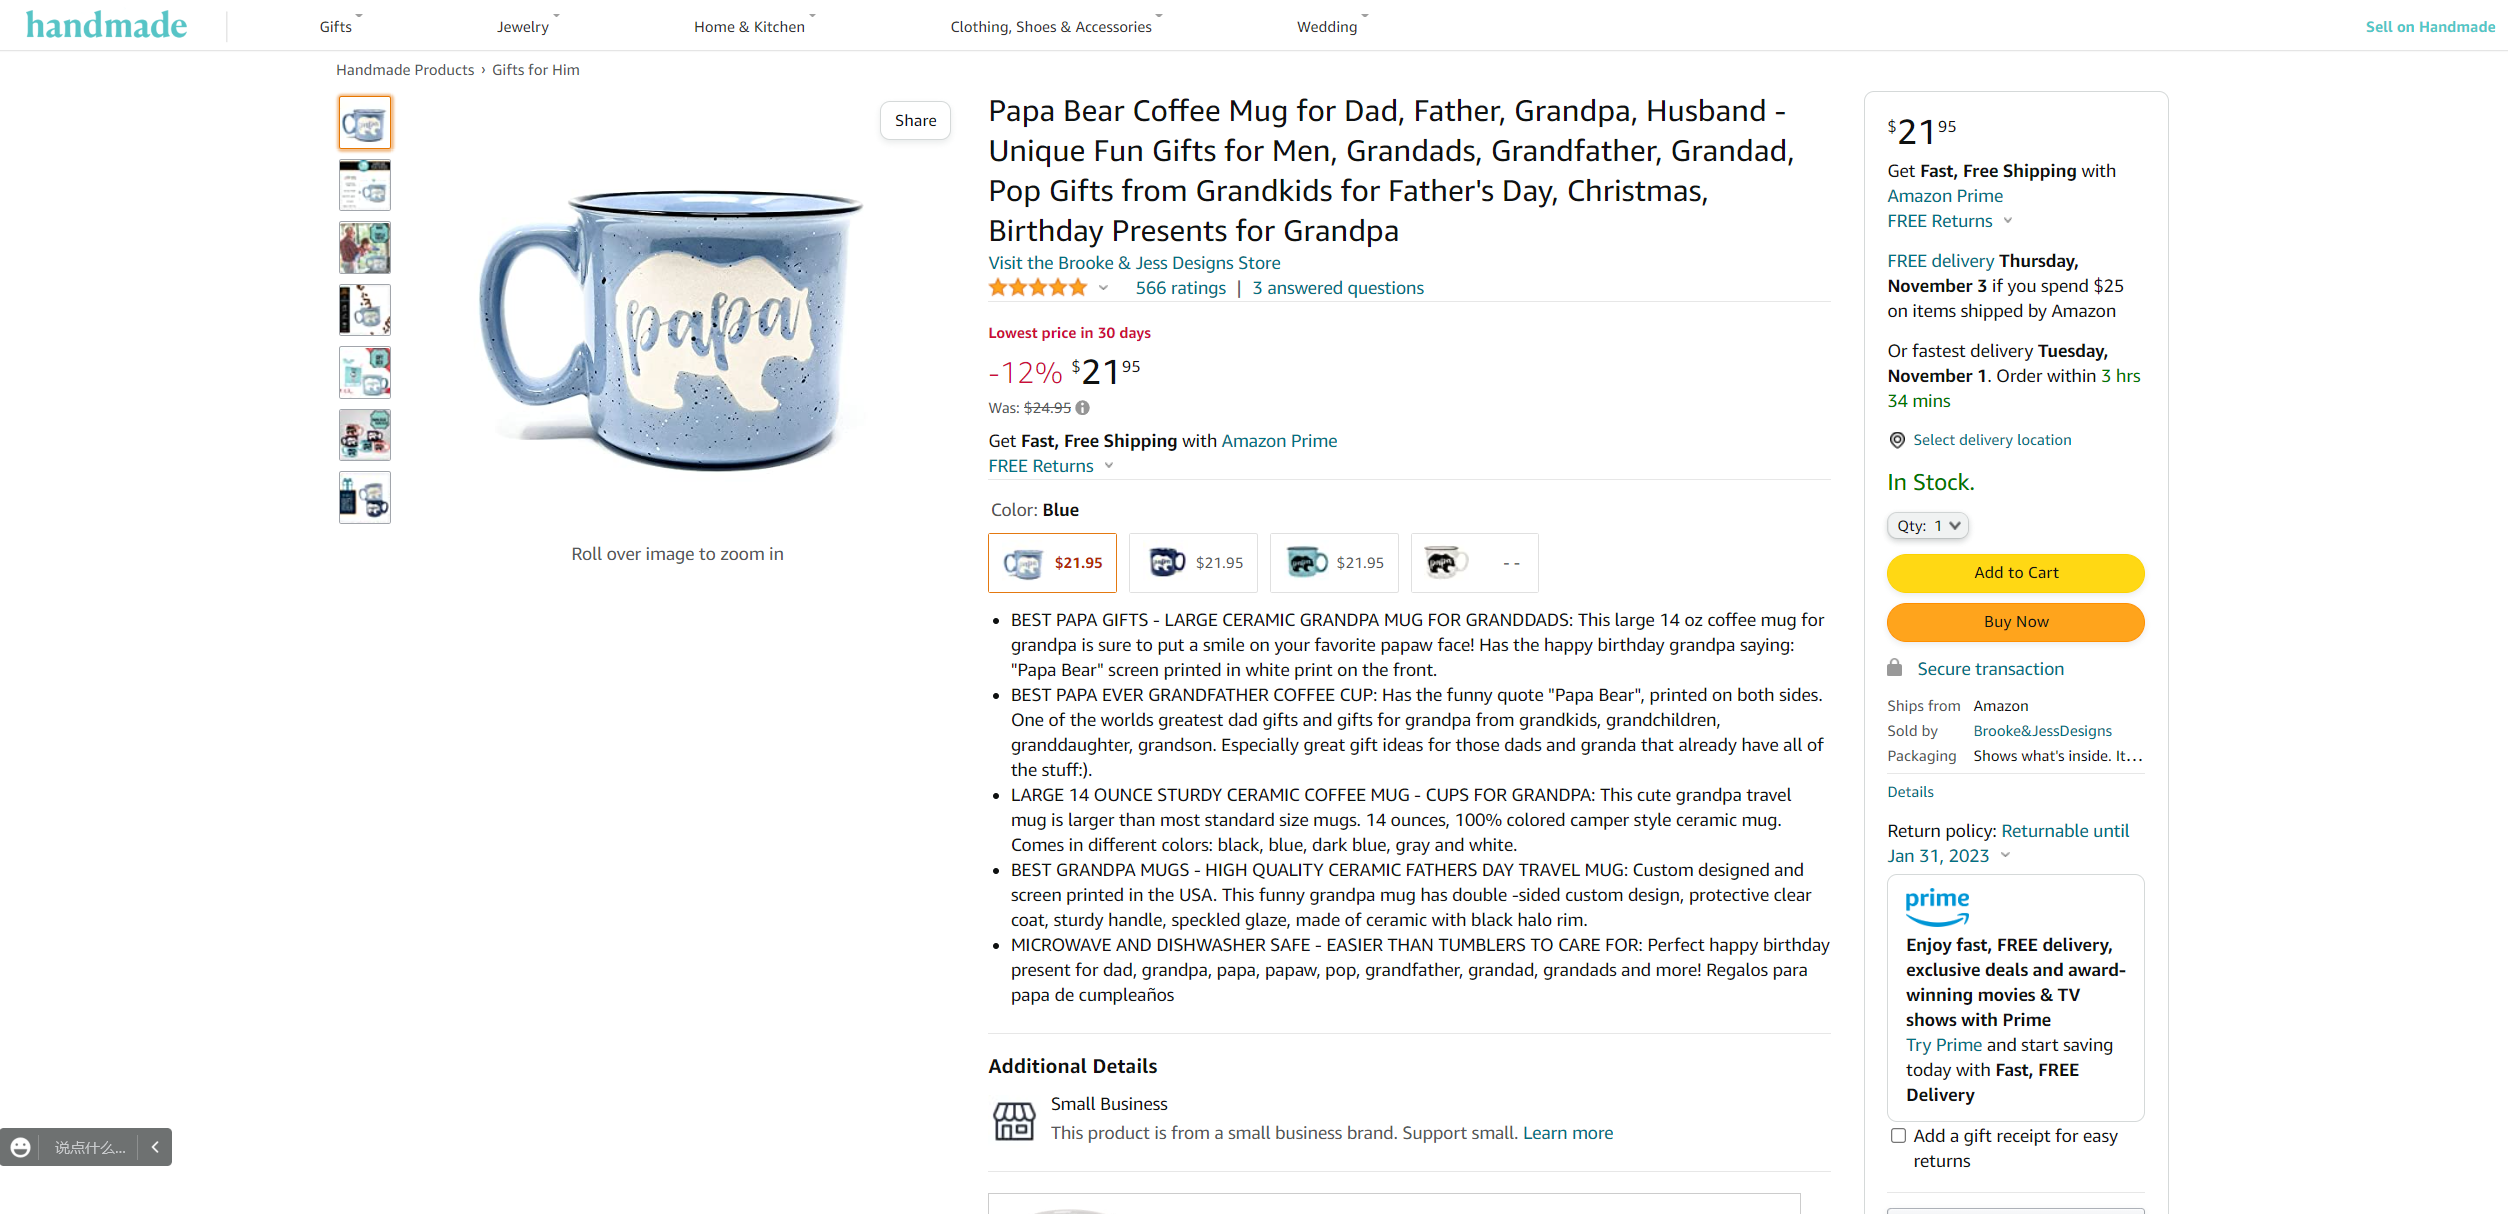 handmade
Gifts
Jewelry
Home & Kitchen
Clothing, Shoes & Accessories
Wedding
Sell on Handmade
Handmade Products › Gifts for Him
Share
papa
Roll over image to zoom in
Papa Bear Coffee Mug for Dad, Father, Grandpa, Husband -
Unique Fun Gifts for Men, Grandads, Grandfather, Grandad,
Pop Gifts from Grandkids for Father's Day, Christmas,
Birthday Presents for Grandpa
Visit the Brooke & Jess Designs Store
566 ratings | 3 answered questions
Lowest price in 30 days
-12% $21 95
Was: $24.95
Get Fast, Free Shipping with Amazon Prime
FREE Returns
Color: Blue
$21.95
$21.95
$21.95
- -
• BEST PAPA GIFTS - LARGE CERAMIC GRANDPA MUG FOR GRANDDADS: This large 14 oz coffee mug for
grandpa is sure to put a smile on your favorite papaw face! Has the happy birthday grandpa saying:
"Papa Bear" screen printed in white print on the front.
• BEST PAPA EVER GRANDFATHER COFFEE CUP: Has the funny quote "Papa Bear", printed on both sides.
One of the worlds greatest dad gifts and gifts for grandpa from grandkids, grandchildren,
granddaughter, grandson. Especially great gift ideas for those dads and granda that already have all of
the stuff:).
• LARGE 14 OUNCE STURDY CERAMIC COFFEE MUG - CUPS FOR GRANDPA: This cute grandpa travel
mug is larger than most standard size mugs. 14 ounces, 100% colored camper style ceramic mug.
Comes in different colors: black, blue, dark blue, gray and white.
• BEST GRANDPA MUGS - HIGH QUALITY CERAMIC FATHERS DAY TRAVEL MUG: Custom designed and
screen printed in the USA. This funny grandpa mug has double -sided custom design, protective clear
coat, sturdy handle, speckled glaze, made of ceramic with black halo rim.
• MICROWAVE AND DISHWASHER SAFE - EASIER THAN TUMBLERS TO CARE FOR: Perfect happy birthday
present for dad, grandpa, papa, papaw, pop, grandfather, grandad, grandads and more! Regalos para
papa de cumpleaños
Additional Details
Small Business
This product is from a small business brand. Support small. Learn more
$21 95
Get Fast, Free Shipping with
Amazon Prime
FREE Returns
FREE delivery Thursday,
November 3 if you spend $25
on items shipped by Amazon
Or fastest delivery Tuesday,
November 1. Order within 3 hrs
34 mins
Select delivery location
In Stock.
Qty: 1
Add to Cart
Buy Now
Secure transaction
Ships from Amazon
Sold by Brooke&JessDesigns
Packaging Shows what's inside. It...
Details
Return policy: Returnable until
Jan 31, 2023
prime
Enjoy fast, FREE delivery,
exclusive deals and award-
winning movies & TV
shows with Prime
Try Prime and start saving
today with Fast, FREE
Delivery
Add a gift receipt for easy
returns
说点什么...